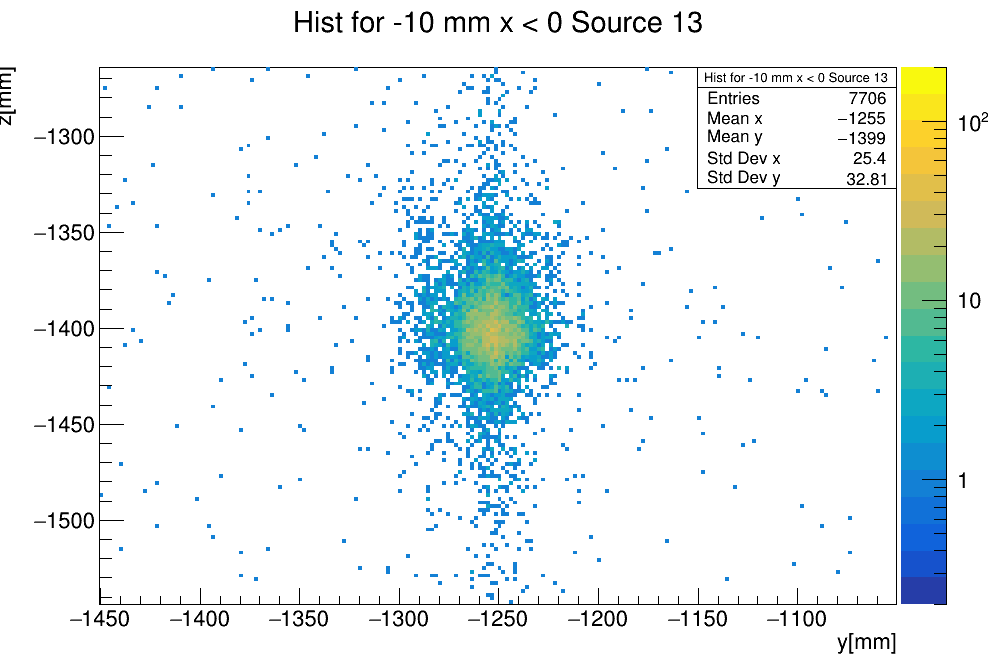 Hist for -10 mm x < 0 Source 13
z[mm]
Hist for -10 mm x < 0 Source 13
Entries 7706
Mean x −1255
Mean y −1399
Std Dev x 25.4
Std Dev y 32.81
−1300
−1350
−1400
−1450
−1500
10²
10
1
−1450 −1400 −1350 −1300 −1250 −1200 −1150 −1100
y[mm]